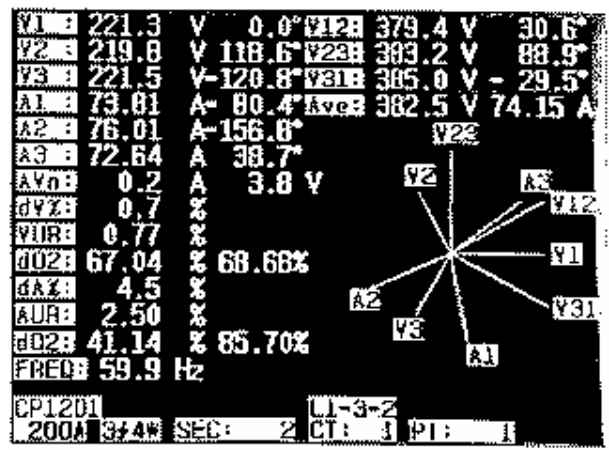 V1 : 221.3 V 0.0° V12: 379.4 V 30.6°
V2 : 219.8 V 118.6° V23: 383.2 V 88.9°
V3 : 221.5 V-120.8° V31: 385.0 V - 29.5°
A1 : 73.81 A- 80.4° Ave: 382.5 V 74.15 A
A2 : 76.01 A-156.8°
A3 : 72.64 A 38.7°
AVn: 0.2 A 3.8 V
dV%: 0.7 %
VUR: 0.77 %
d02: 67.04 % 68.68%
dA%: 4.5 %
AUR: 2.50 %
d02: 41.14 % 85.70%
FREQ: 59.9 Hz
V23
V2
A3
V12
V1
A2
V31
V3
A1
CP1201 L1-3-2
200A 3∮4W SEC: 2 CT: 1 PT: 1